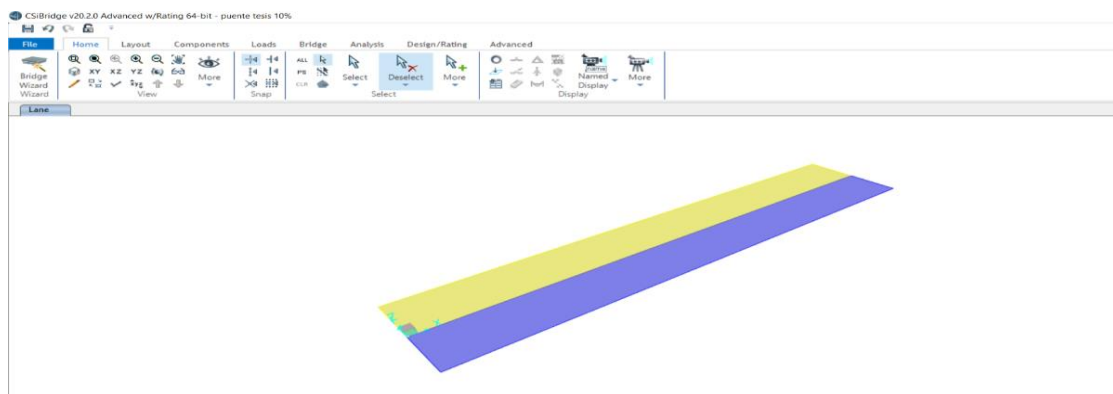 CSiBridge v20.2.0 Advanced w/Rating 64-bit - puente tesis 10%
File Home Layout Components Loads Bridge Analysis Design/Rating Advanced
XY XZ YZ
ALL
PS
CLR
Bridge Wizard
More
Select
Deselect
More
Named Display
More
Wizard View Snap Select Display
Lane